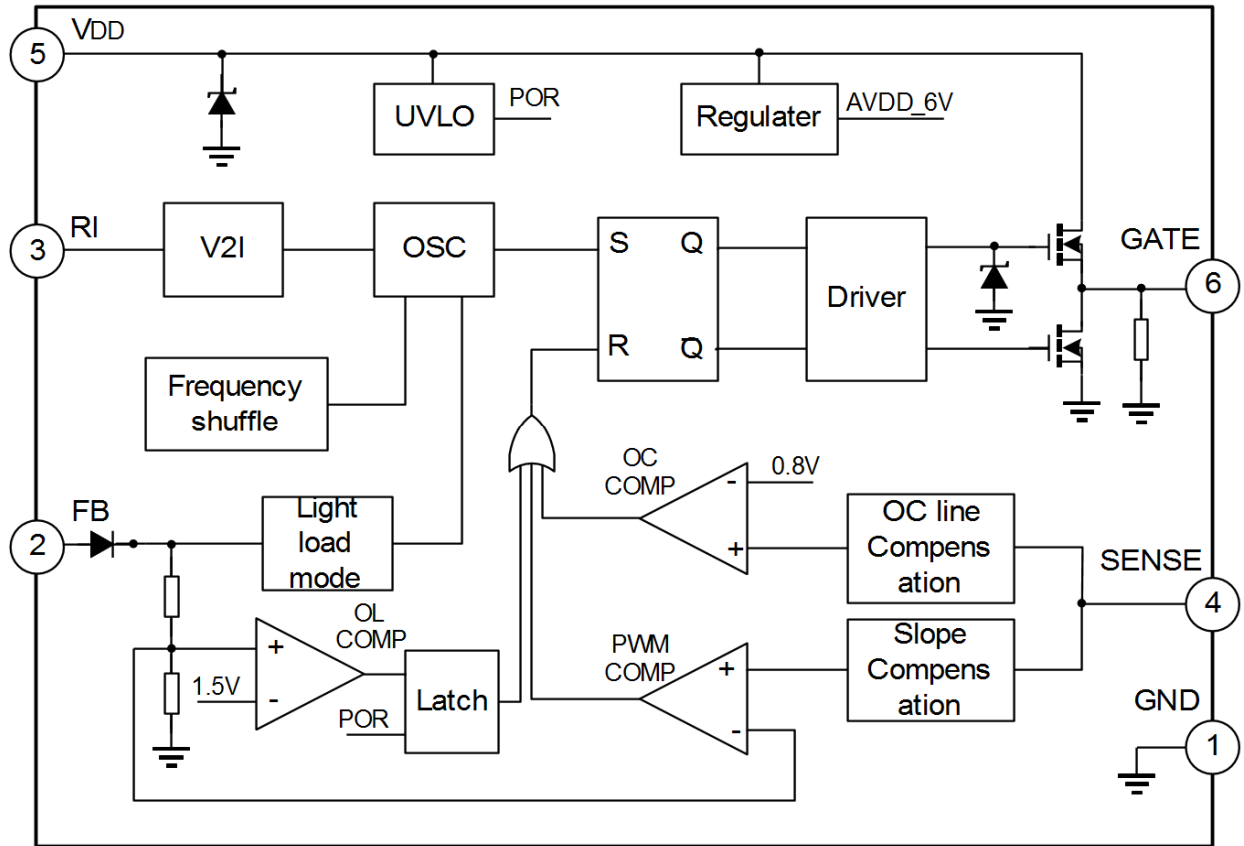 5
VDD
UVLO
POR
Regulater
AVDD_6V
3
RI
V2I
OSC
S
Q
R
Q
Driver
GATE
6
Frequency
shuffle
2
FB
Light
load
mode
OC
COMP
0.8V
-
+
OC line
Compens
ation
SENSE
4
OL
COMP
+
1.5V
-
POR
Latch
PWM
COMP
+
-
Slope
Compens
ation
GND
1